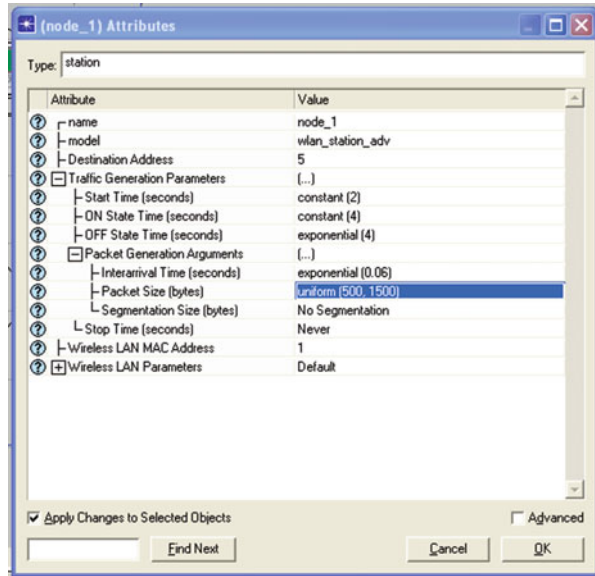 (node_1) Attributes
Type: station
Attribute Value
name node_1
model wlan_station_adv
Destination Address 5
Traffic Generation Parameters (...)
Start Time (seconds) constant (2)
ON State Time (seconds) constant (4)
OFF State Time (seconds) exponential (4)
Packet Generation Arguments (...)
Interarrival Time (seconds) exponential (0.06)
Packet Size (bytes) uniform (500, 1500)
Segmentation Size (bytes) No Segmentation
Stop Time (seconds) Never
Wireless LAN MAC Address 1
Wireless LAN Parameters Default
Apply Changes to Selected Objects Advanced
Find Next Cancel OK